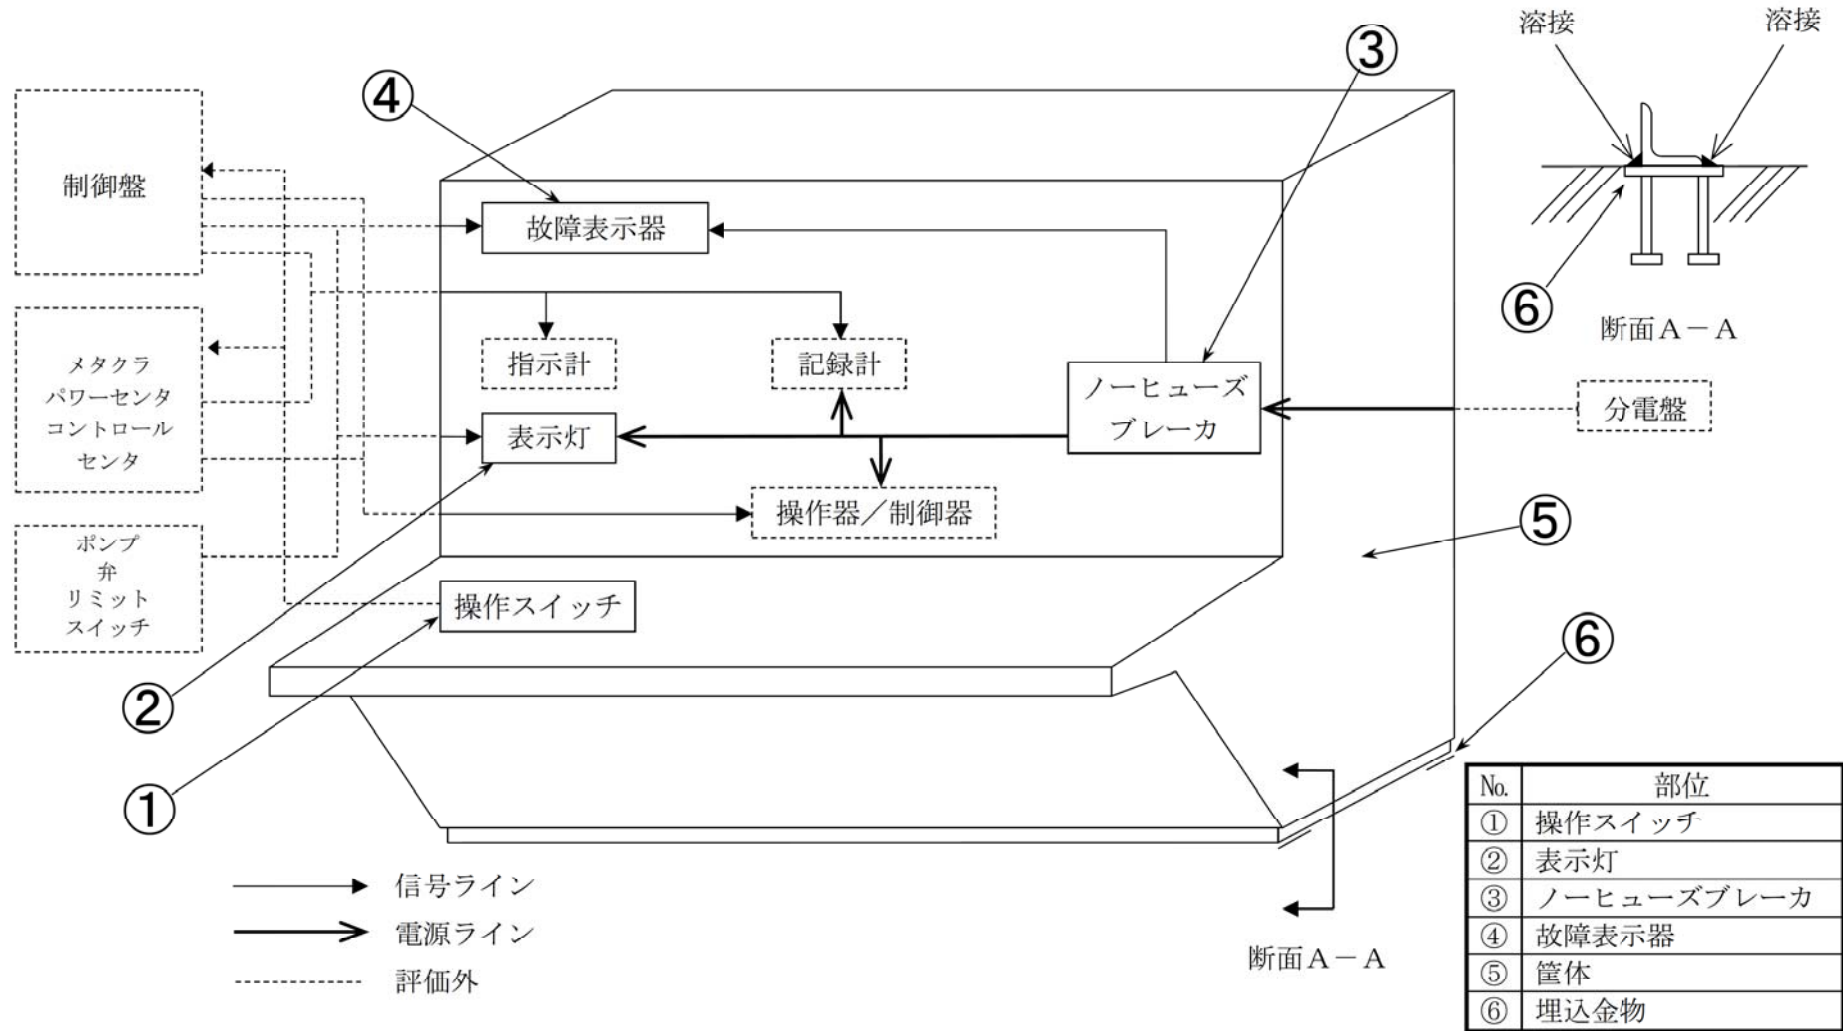 溶接
溶接
③
④
制御盤
故障表示器
⑥
断面A-A
指示計
記録計
ノーヒューズ
ブレーカ
分電盤
メタクラ
パワーセンタ
コントロール
センタ
表示灯
操作器/制御器
⑤
ポンプ
弁
リミット
スイッチ
操作スイッチ
⑥
②
①
信号ライン
電源ライン
評価外
断面A-A
No. 部位
① 操作スイッチ
② 表示灯
③ ノーヒューズブレーカ
④ 故障表示器
⑤ 筐体
⑥ 埋込金物